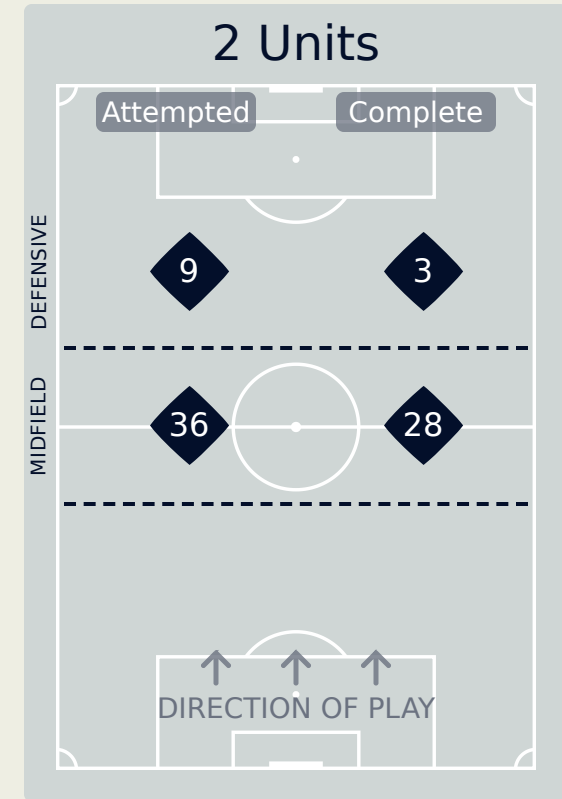 2 Units
Attempted Complete
DEFENSIVE
9 3
MIDFIELD
36 28
DIRECTION OF PLAY